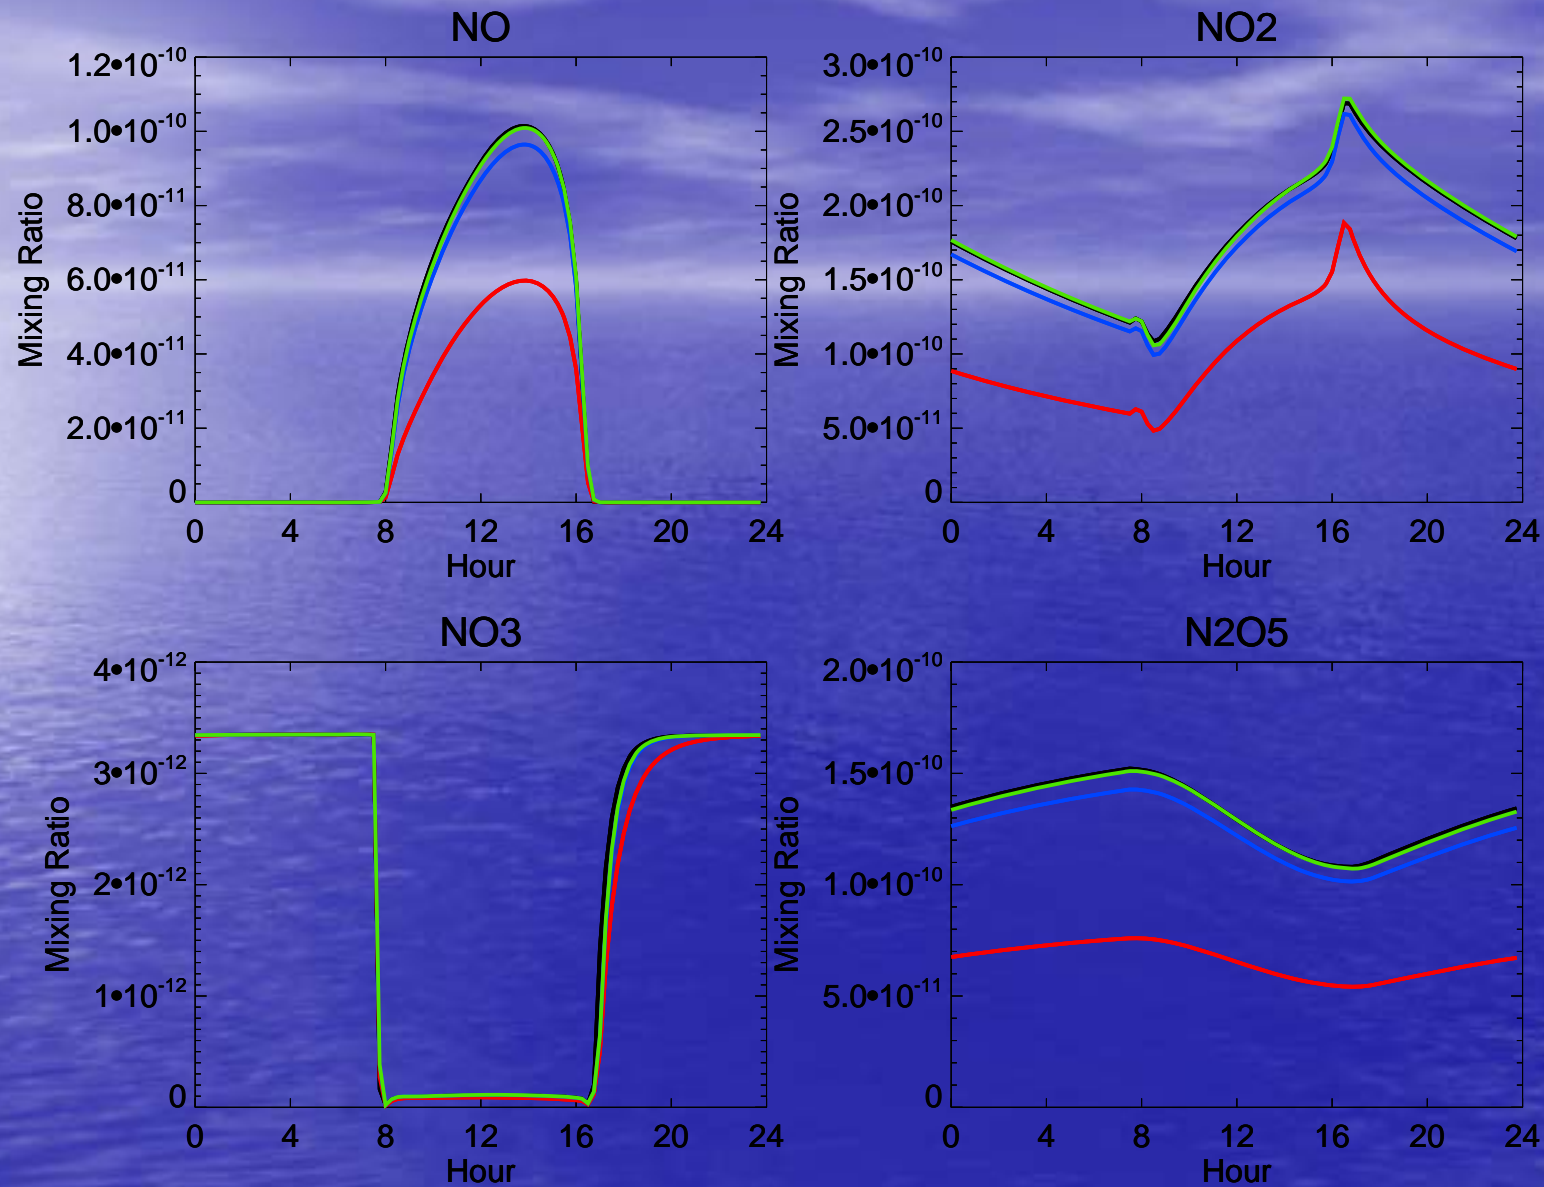 NO
1.2•10⁻¹⁰
1.0•10⁻¹⁰
8.0•10⁻¹¹
6.0•10⁻¹¹
4.0•10⁻¹¹
2.0•10⁻¹¹
0
Mixing Ratio
0 4 8 12 16 20 24
Hour
NO2
3.0•10⁻¹⁰
2.5•10⁻¹⁰
2.0•10⁻¹⁰
1.5•10⁻¹⁰
1.0•10⁻¹⁰
5.0•10⁻¹¹
0
Mixing Ratio
0 4 8 12 16 20 24
Hour
NO3
4•10⁻¹²
3•10⁻¹²
2•10⁻¹²
1•10⁻¹²
0
Mixing Ratio
0 4 8 12 16 20 24
Hour
N2O5
2.0•10⁻¹⁰
1.5•10⁻¹⁰
1.0•10⁻¹⁰
5.0•10⁻¹¹
0
Mixing Ratio
0 4 8 12 16 20 24
Hour